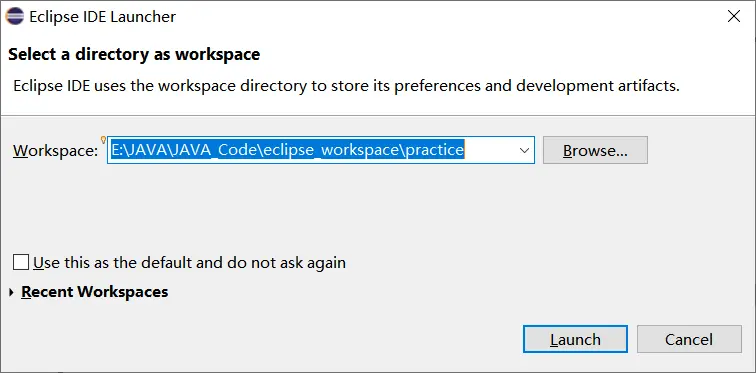 Eclipse IDE Launcher
Select a directory as workspace
Eclipse IDE uses the workspace directory to store its preferences and development artifacts.
Workspace: E:\JAVA\JAVA_Code\eclipse_workspace\practice Browse...
Use this as the default and do not ask again
Recent Workspaces
Launch Cancel